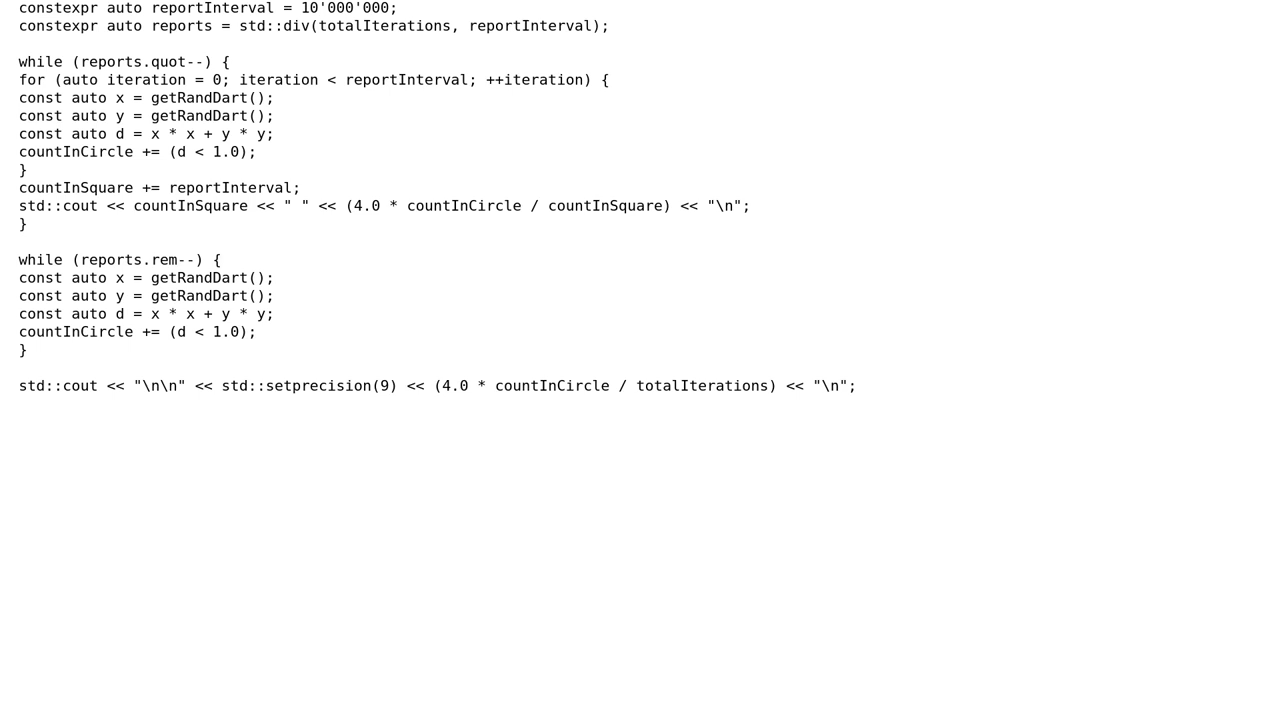 constexpr auto reportInterval = 10'000'000;
constexpr auto reports = std::div(totalIterations, reportInterval);
while (reports.quot--) {
for (auto iteration = 0; iteration < reportInterval; ++iteration) {
const auto x = getRandDart();
const auto y = getRandDart();
const auto d = x * x + y * y;
countInCircle += (d < 1.0);
}
countInSquare += reportInterval;
std::cout << countInSquare << " " << (4.0 * countInCircle / countInSquare) << "\n";
}
while (reports.rem--) {
const auto x = getRandDart();
const auto y = getRandDart();
const auto d = x * x + y * y;
countInCircle += (d < 1.0);
}
std::cout << "\n\n" << std::setprecision(9) << (4.0 * countInCircle / totalIterations) << "\n";